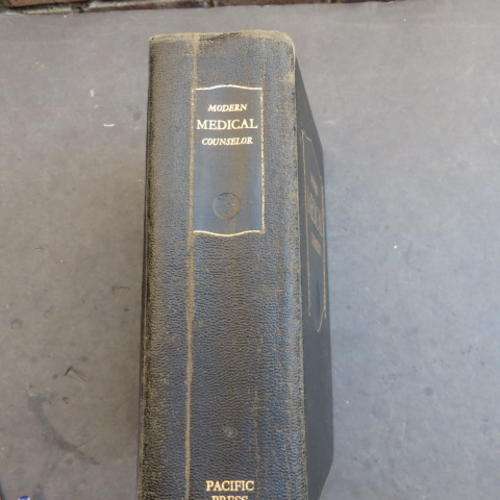 MODERN
MEDICAL
COUNSELOR
PACIFIC
PRESS